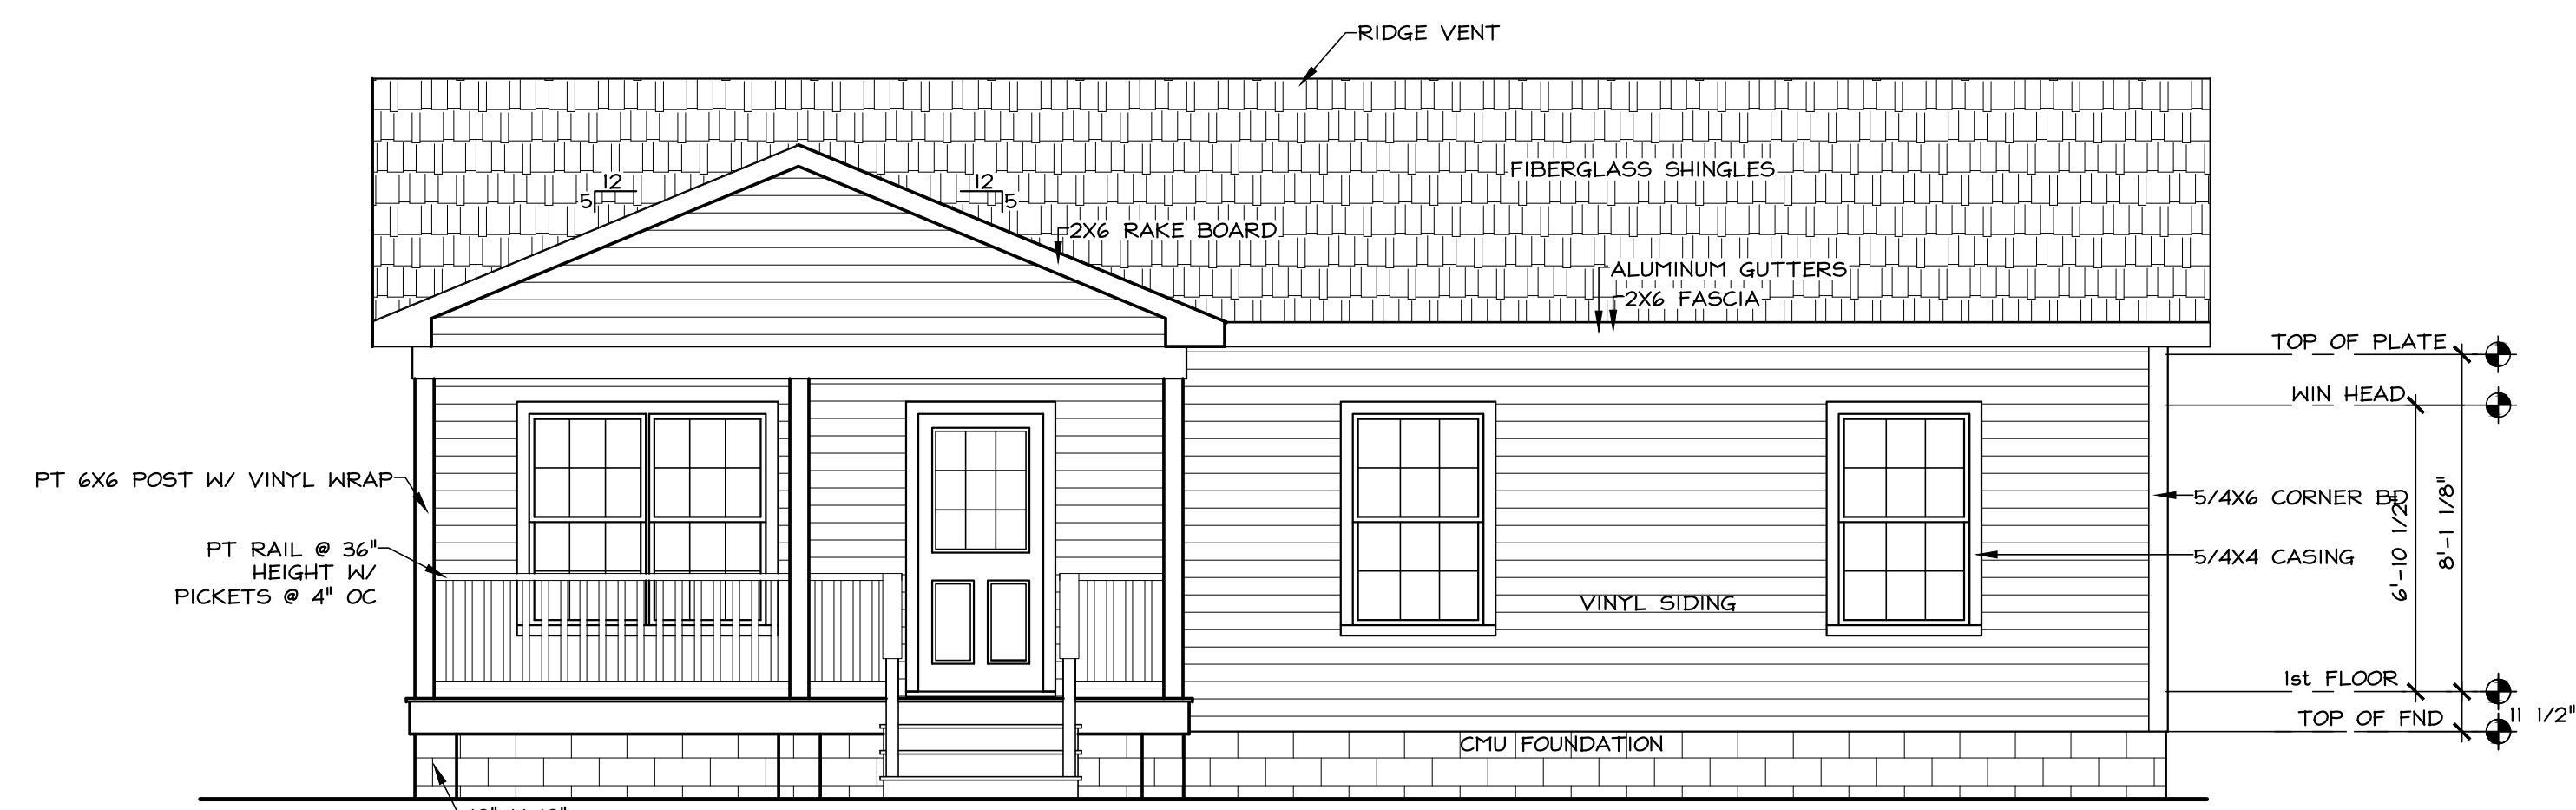 RIDGE VENT
FIBERGLASS SHINGLES
12
5
12
5
2X6 RAKE BOARD
ALUMINUM GUTTERS
2X6 FASCIA
TOP OF PLATE
WIN HEAD
PT 6X6 POST W/ VINYL WRAP
5/4X6 CORNER BD
6'-10 1/2"
8'-1 1/8"
PT RAIL @ 36"
HEIGHT W/
PICKETS @ 4" OC
5/4X4 CASING
VINYL SIDING
1st FLOOR
TOP OF FND
11 1/2"
CMU FOUNDATION